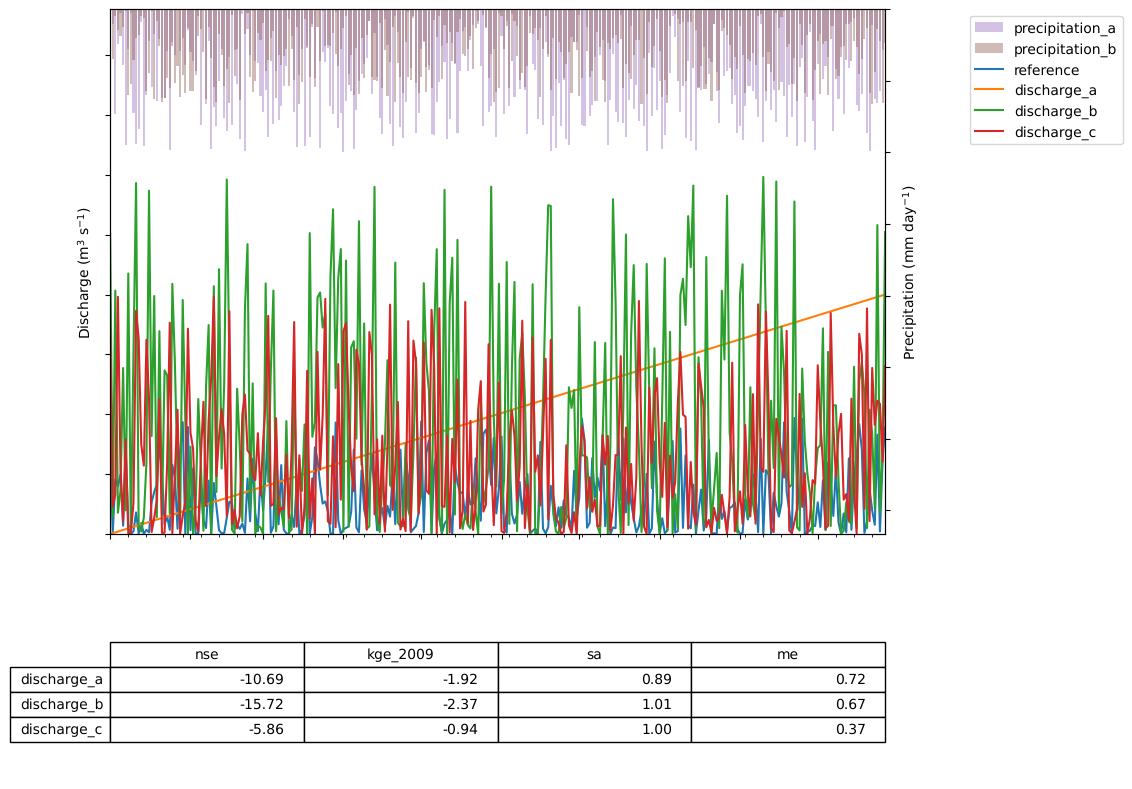 precipitation_a
precipitation_b
reference
discharge_a
discharge_b
discharge_c
Discharge (m³ s⁻¹)
Precipitation (mm day⁻¹)
nse kge_2009 sa me
discharge_a -10.69 -1.92 0.89 0.72
discharge_b -15.72 -2.37 1.01 0.67
discharge_c -5.86 -0.94 1.00 0.37